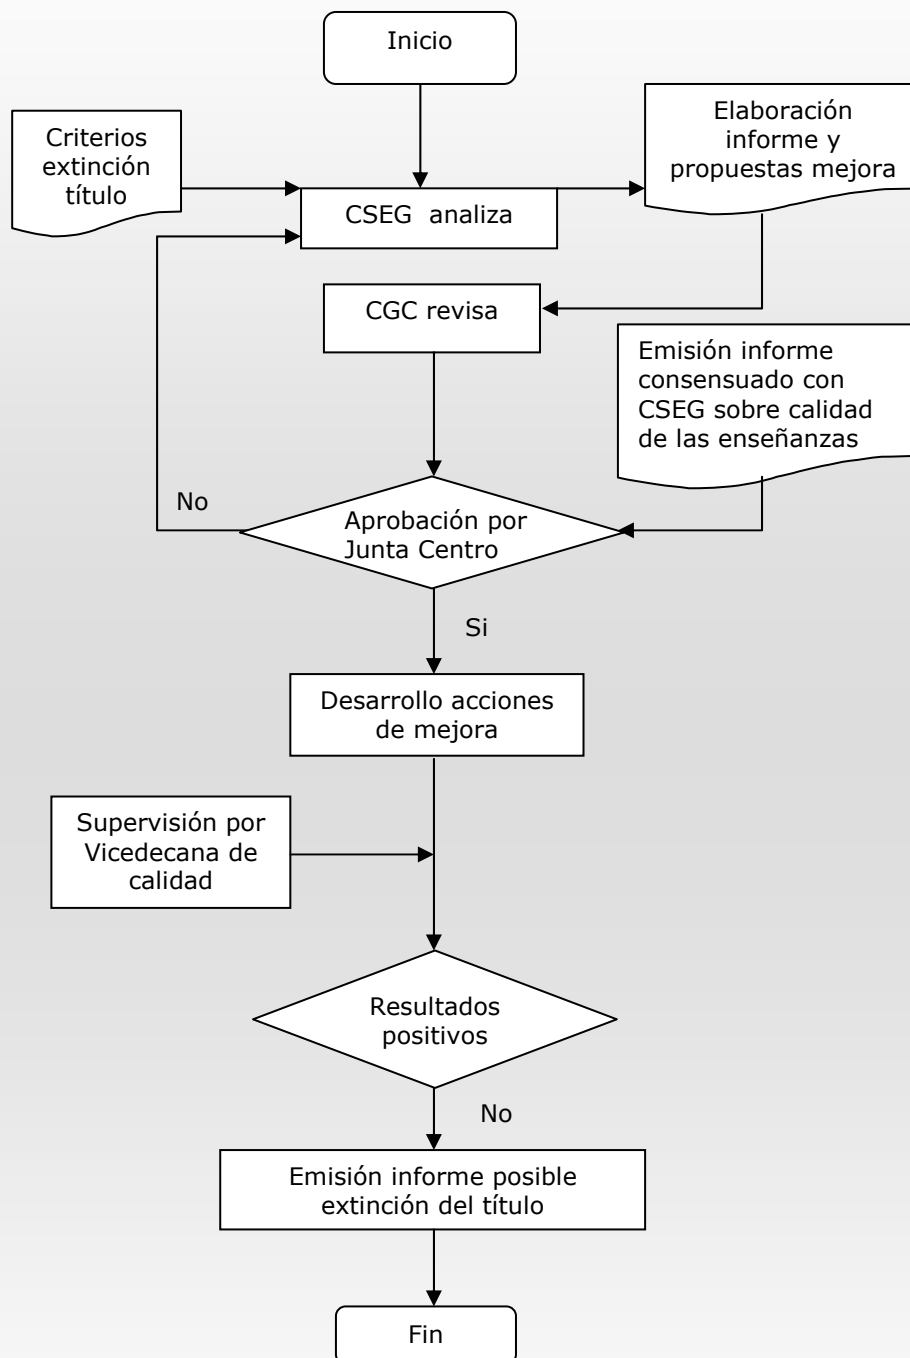 Inicio
Criterios
extinción
título
Elaboración
informe y
propuestas mejora
CSEG analiza
CGC revisa
Emisión informe
consensuado con
CSEG sobre calidad
de las enseñanzas
No
Aprobación por
Junta Centro
Si
Desarrollo acciones
de mejora
Supervisión por
Vicedecana de
calidad
Resultados
positivos
No
Emisión informe posible
extinción del título
Fin